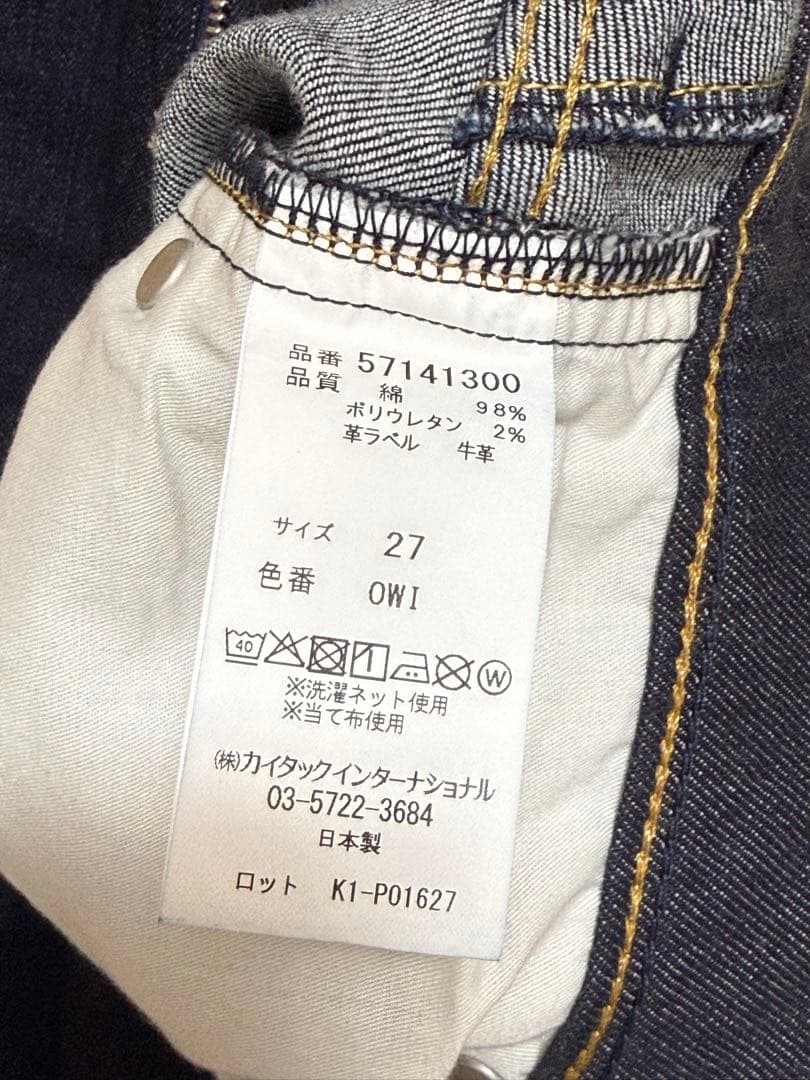 品番 57141300
品質 綿 98%
ポリウレタン 2%
革ラベル 牛革
サイズ 27
色番 OWI
40 W
※洗濯ネット使用
※当て布使用
㈱カイタックインターナショナル
03-5722-3684
日本製
ロット K1-P01627